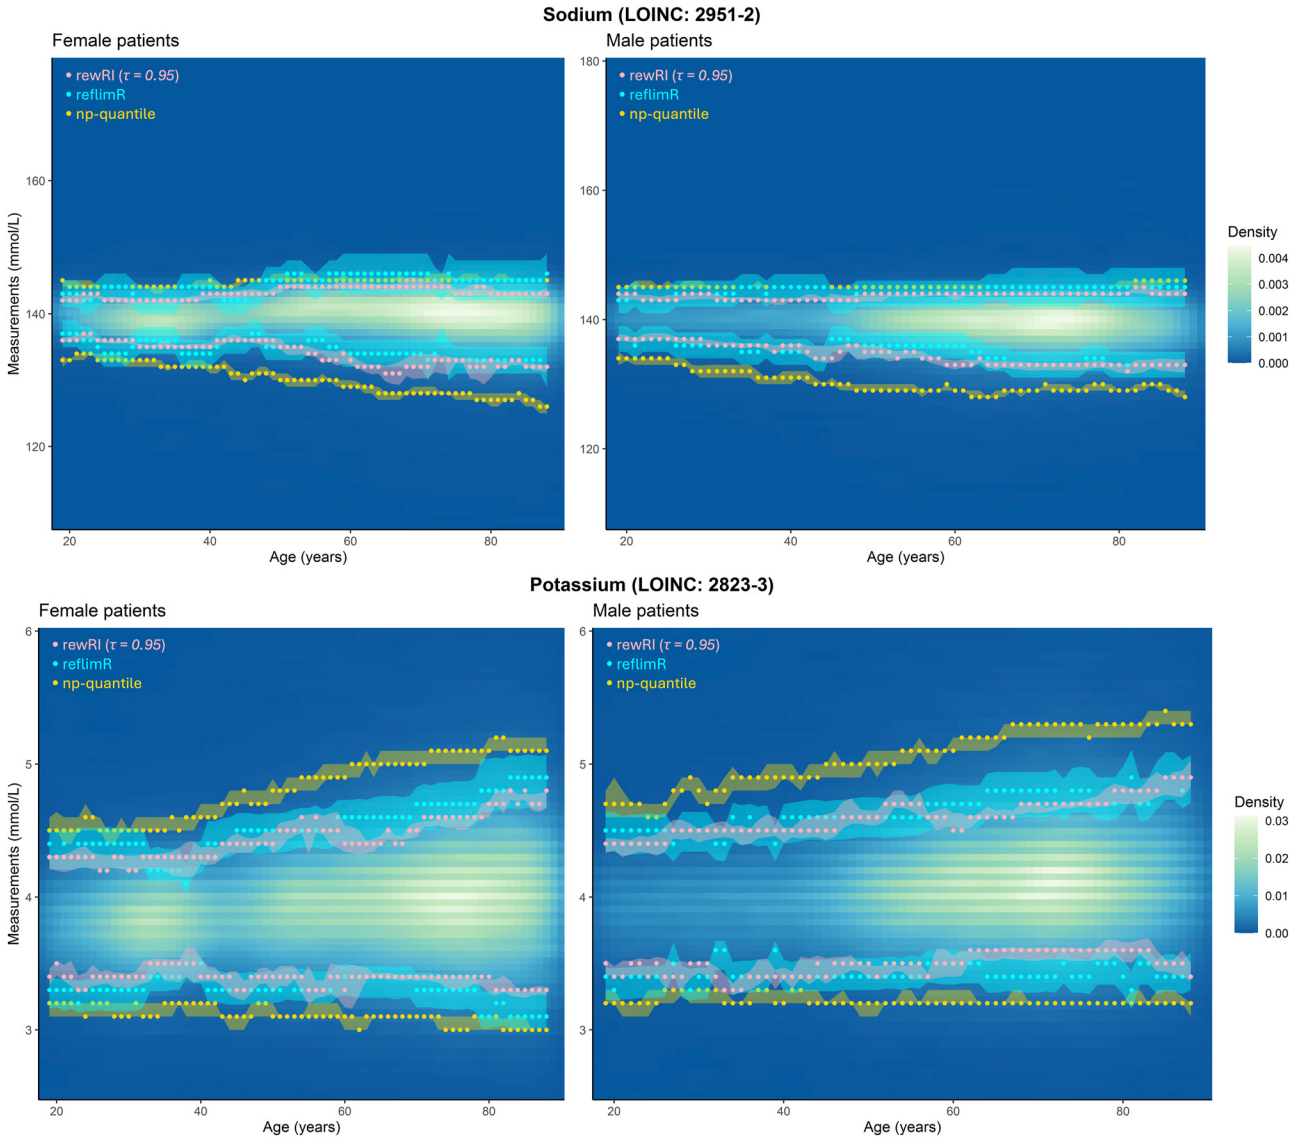 Sodium (LOINC: 2951-2)
Female patients
Male patients
rewRI (τ = 0.95)
reflimR
np-quantile
rewRI (τ = 0.95)
reflimR
np-quantile
Measurements (mmol/L)
160
140
120
180
160
140
120
20 40 60 80
20 40 60 80
Age (years)
Age (years)
Density
0.004
0.003
0.002
0.001
0.000
Potassium (LOINC: 2823-3)
Female patients
Male patients
rewRI (τ = 0.95)
reflimR
np-quantile
rewRI (τ = 0.95)
reflimR
np-quantile
Measurements (mmol/L)
6
5
4
3
6
5
4
3
20 40 60 80
20 40 60 80
Age (years)
Age (years)
Density
0.03
0.02
0.01
0.00